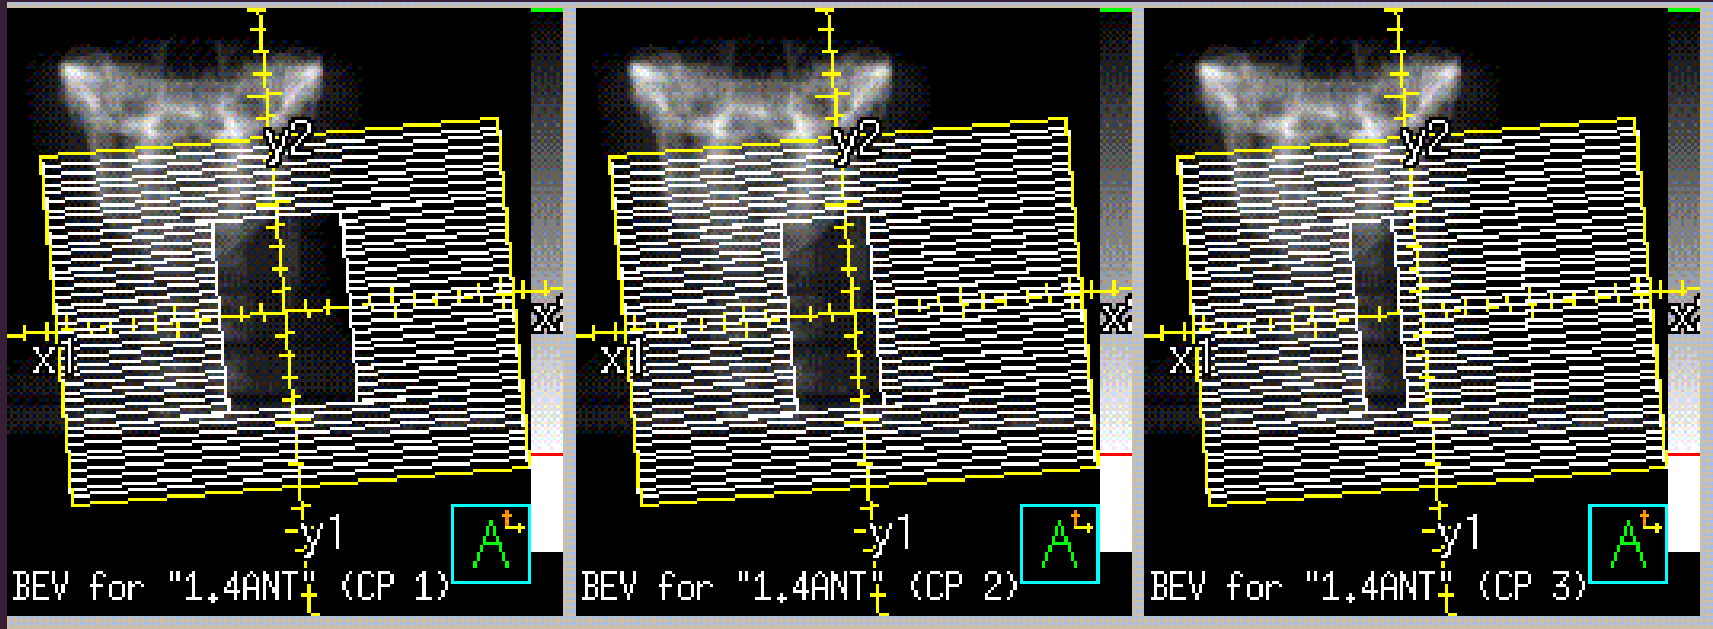 y2
x1
y1
A
BEV for "1.4ANT" (CP 1)
y2
x1
y1
A
BEV for "1.4ANT" (CP 2)
y2
x1
y1
A
BEV for "1.4ANT" (CP 3)